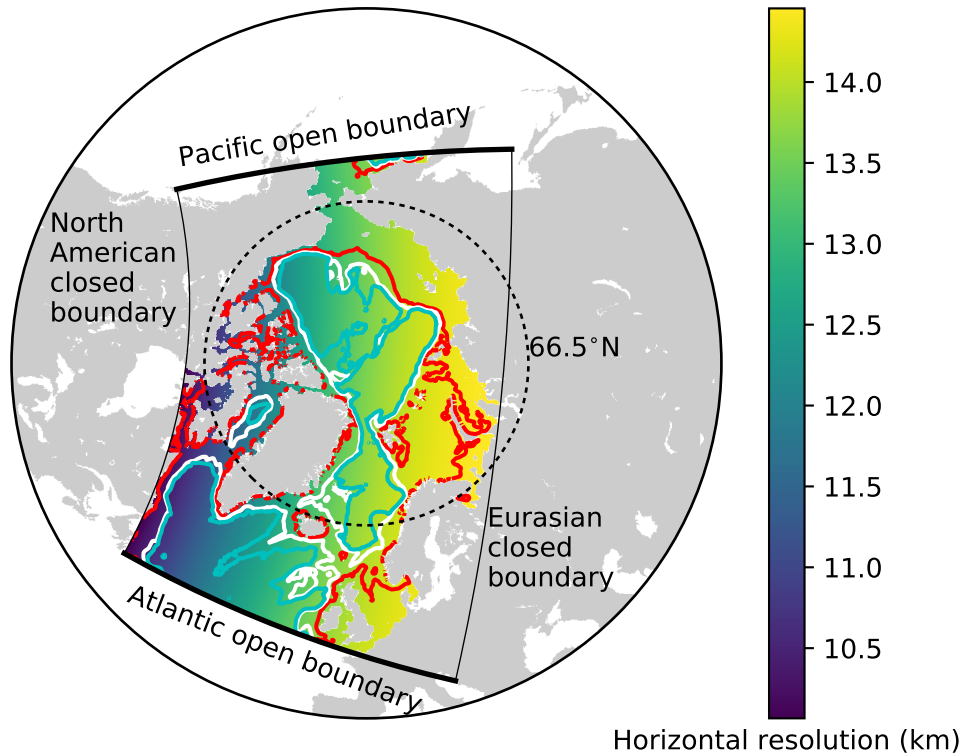 Pacific open boundary
North
American
closed
boundary
66.5°N
Eurasian
closed
boundary
Atlantic open boundary
14.0
13.5
13.0
12.5
12.0
11.5
11.0
10.5
Horizontal resolution (km)